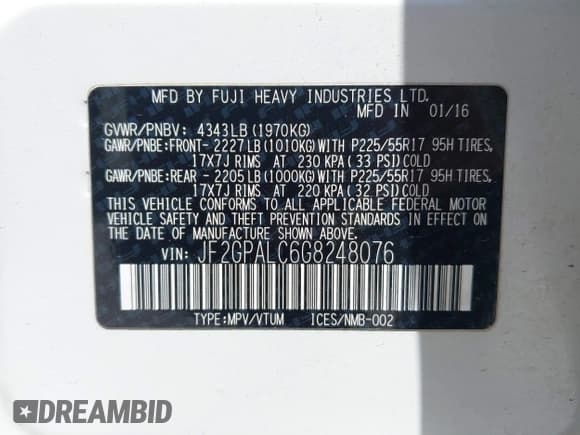 MFD BY FUJI HEAVY INDUSTRIES LTD.
MFD IN 01/16
GVWR/PNBV: 4343LB(1970KG)
GAWR/PNBE:FRONT- 2227LB(1010KG)WITH P225/55R17 95H TIRES,
17X7J RIMS AT 230 KPA(33 PSI)COLD
GAWR/PNBE:REAR - 2205LB(1000KG)WITH P225/55R17 95H TIRES,
17X7J RIMS AT 220 KPA(32 PSI)COLD
THIS VEHICLE CONFORMS TO ALL APPLICABLE FEDERAL MOTOR
VEHICLE SAFETY AND THEFT PREVENTION STANDARDS IN EFFECT ON
THE DATE OF MANUFACTURE SHOWN ABOVE.
VIN: JF2GPALC6G8248076
TYPE:MPV/VTUM ICES/NMB-002
DREAMBID